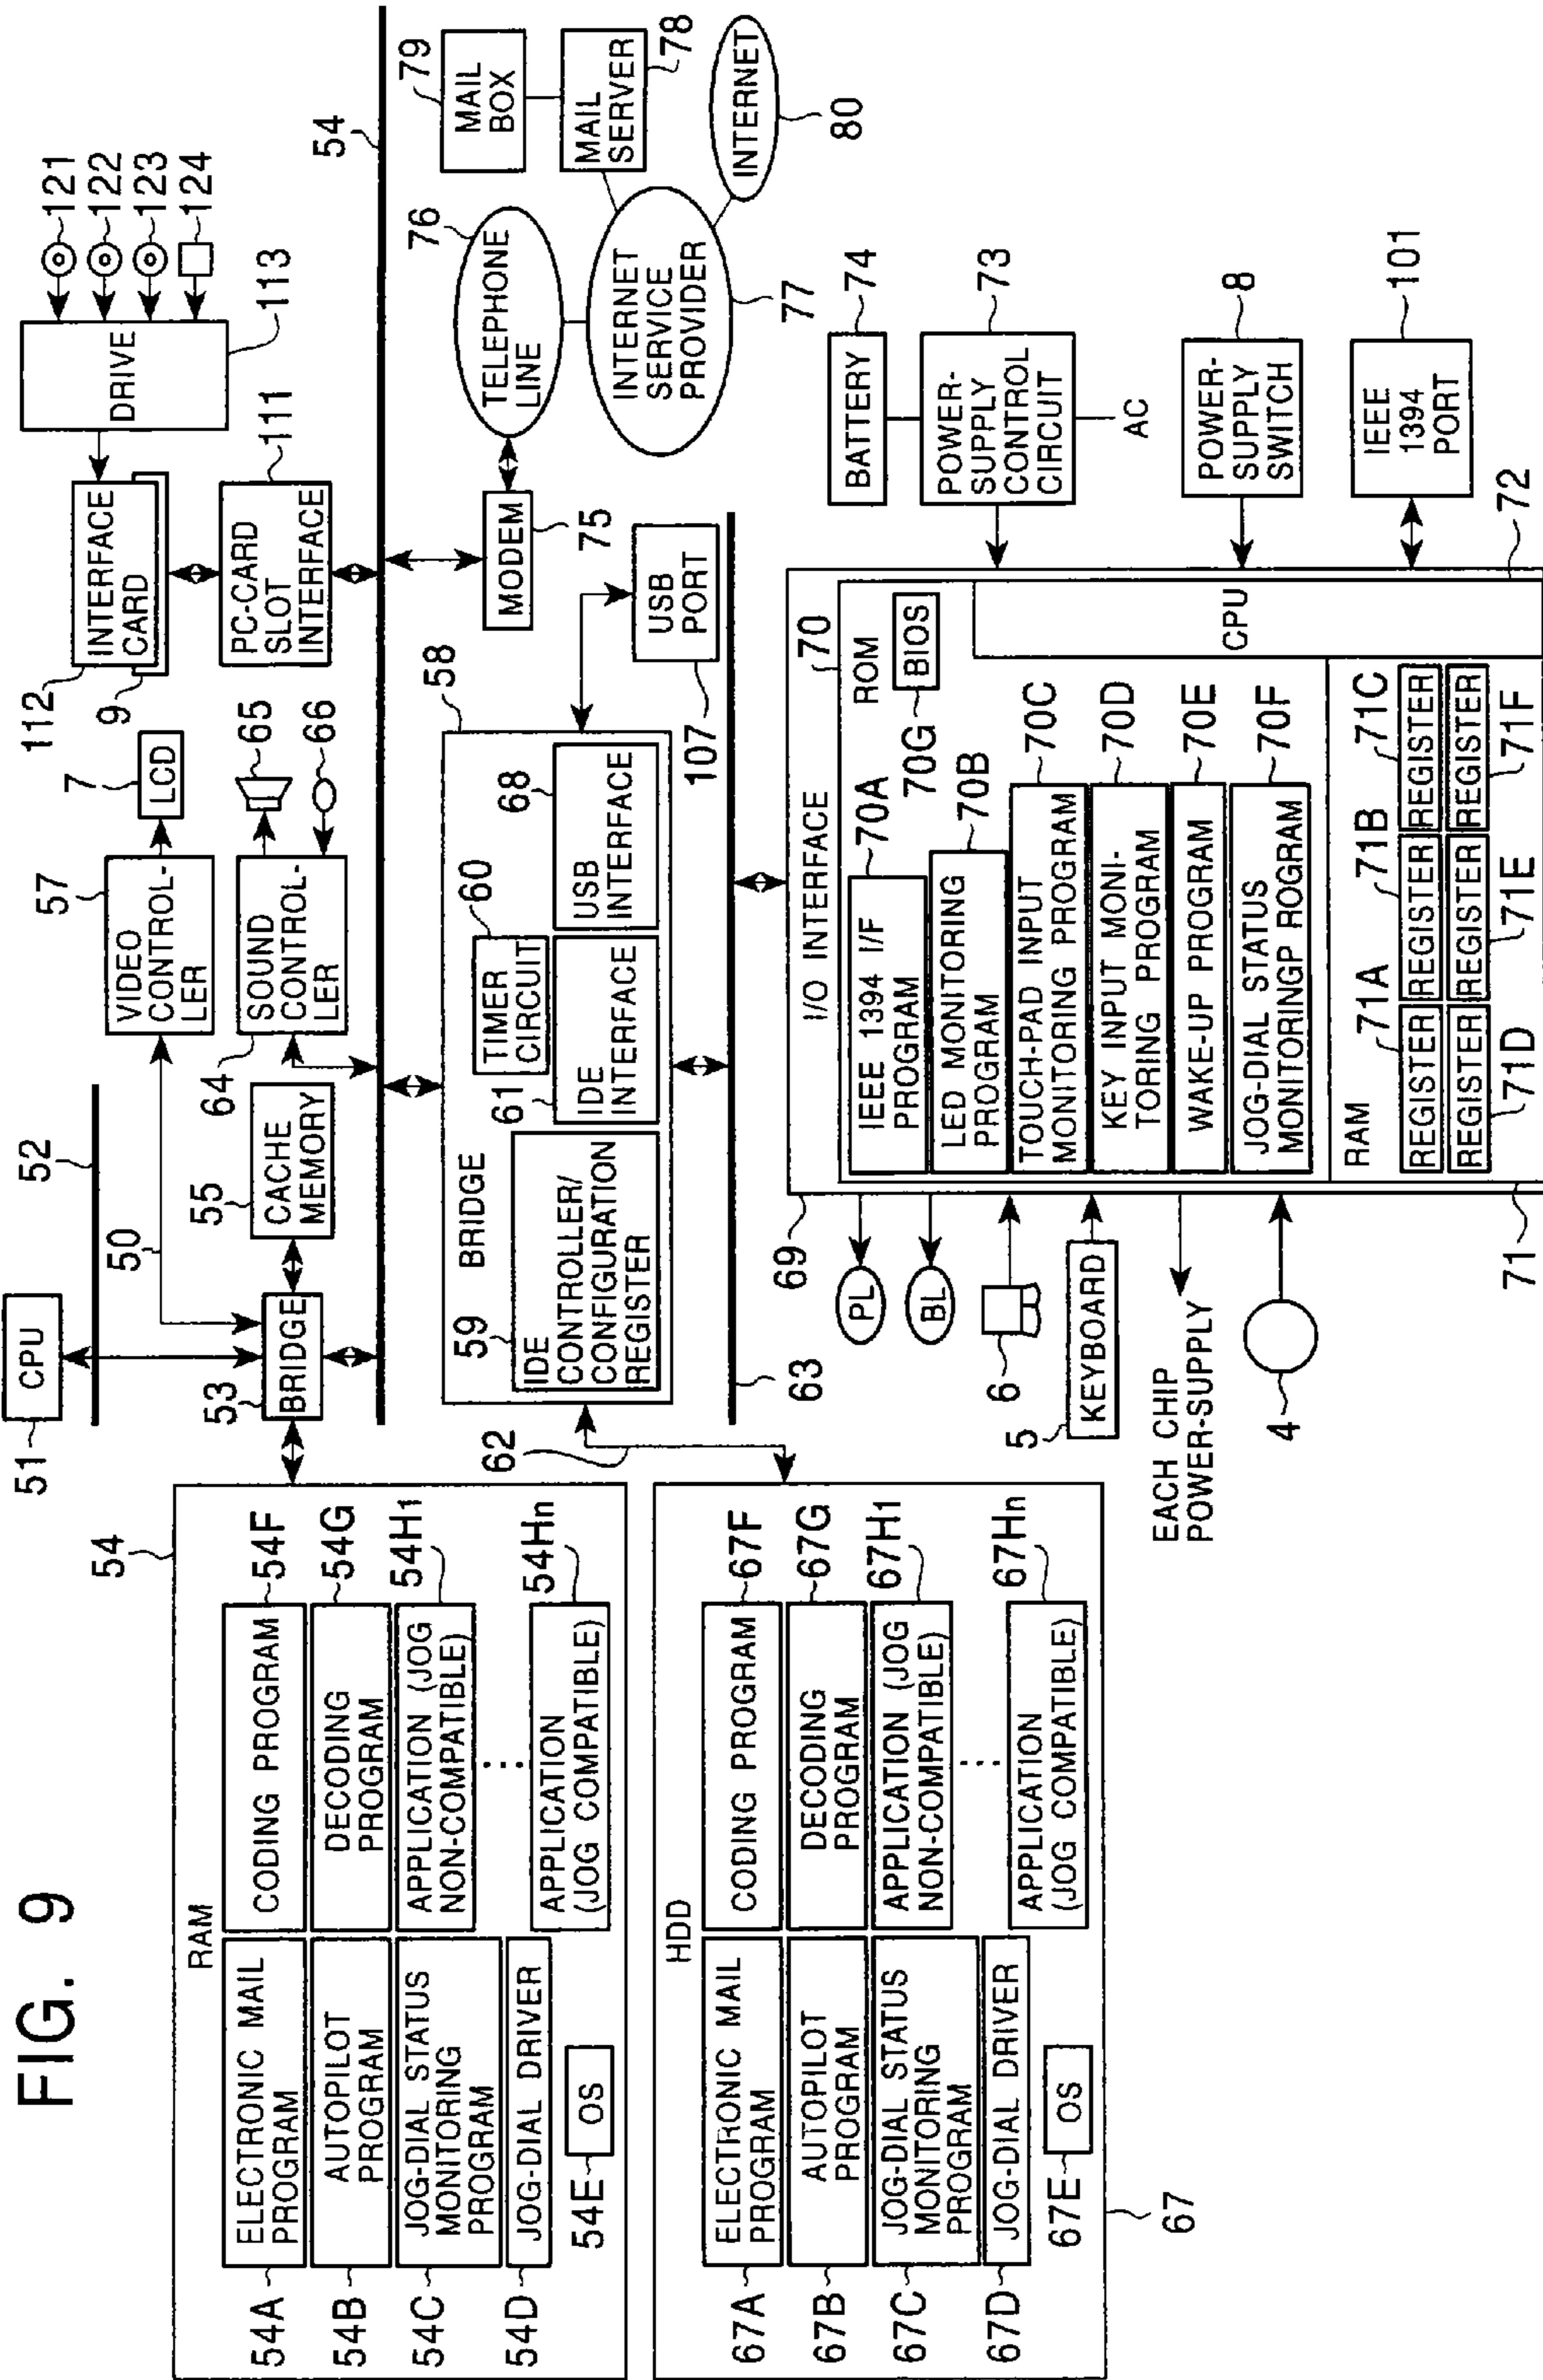 FIG. 9
51
CPU
52
50
53
BRIDGE
55
CACHE
MEMORY
57
VIDEO
CONTROL-
LER
7
LCD
64
SOUND
CONTROL-
LER
65
66
112
INTERFACE
CARD
9
PC-CARD
SLOT
INTERFACE
111
DRIVE
113
121
122
123
124
54
54
RAM
54A
ELECTRONIC MAIL
PROGRAM
54B
AUTOPILOT
PROGRAM
54C
JOG-DIAL STATUS
MONITORING
PROGRAM
54D
JOG-DIAL DRIVER
54E
OS
CODING PROGRAM
54F
DECODING
PROGRAM
54G
APPLICATION (JOG
NON-COMPATIBLE)
54H1
...
APPLICATION
(JOG COMPATIBLE)
54Hn
62
58
BRIDGE
59
IDE
CONTROLLER/
CONFIGURATION
REGISTER
TIMER
CIRCUIT
60
61
IDE
INTERFACE
68
USB
INTERFACE
MODEM
75
USB
PORT
107
TELEPHONE
LINE
76
INTERNET
SERVICE
PROVIDER
77
MAIL
BOX
79
MAIL
SERVER
78
INTERNET
80
63
HDD
67A
ELECTRONIC MAIL
PROGRAM
67B
AUTOPILOT
PROGRAM
67C
JOG-DIAL STATUS
MONITORING
PROGRAM
67D
JOG-DIAL DRIVER
67E
OS
67
CODING PROGRAM
67F
DECODING
PROGRAM
67G
APPLICATION (JOG
NON-COMPATIBLE)
67H1
...
APPLICATION
(JOG COMPATIBLE)
67Hn
69
PL
BL
6
5
KEYBOARD
EACH CHIP
POWER-SUPPLY
4
I/O INTERFACE
70
ROM
IEEE 1394 I/F
PROGRAM
70A
BIOS
70G
LED MONITORING
PROGRAM
70B
TOUCH-PAD INPUT
MONITORING PROGRAM
70C
KEY INPUT MONI-
TORING PROGRAM
70D
WAKE-UP PROGRAM
70E
JOG-DIAL STATUS
MONITORINGP ROGRAM
70F
CPU
72
RAM
71
71A
71B
71C
REGISTER
REGISTER
REGISTER
REGISTER
REGISTER
REGISTER
71D
71E
71F
BATTERY
74
POWER-
SUPPLY
CONTROL
CIRCUIT
73
AC
POWER-
SUPPLY
SWITCH
8
IEEE
1394
PORT
101